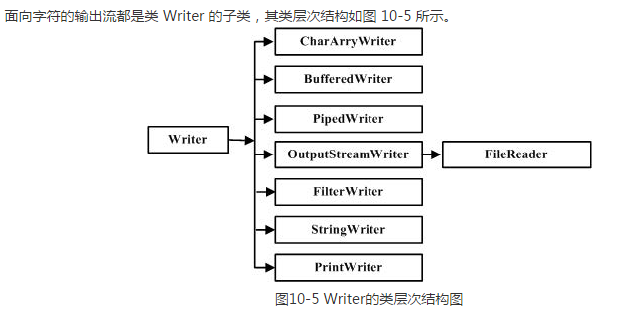 面向字符的输出流都是类 Writer 的子类，其类层次结构如图 10-5 所示。
CharArryWriter
BufferedWriter
PipedWriter
Writer
OutputStreamWriter
FileReader
FilterWriter
StringWriter
PrintWriter
图10-5 Writer的类层次结构图